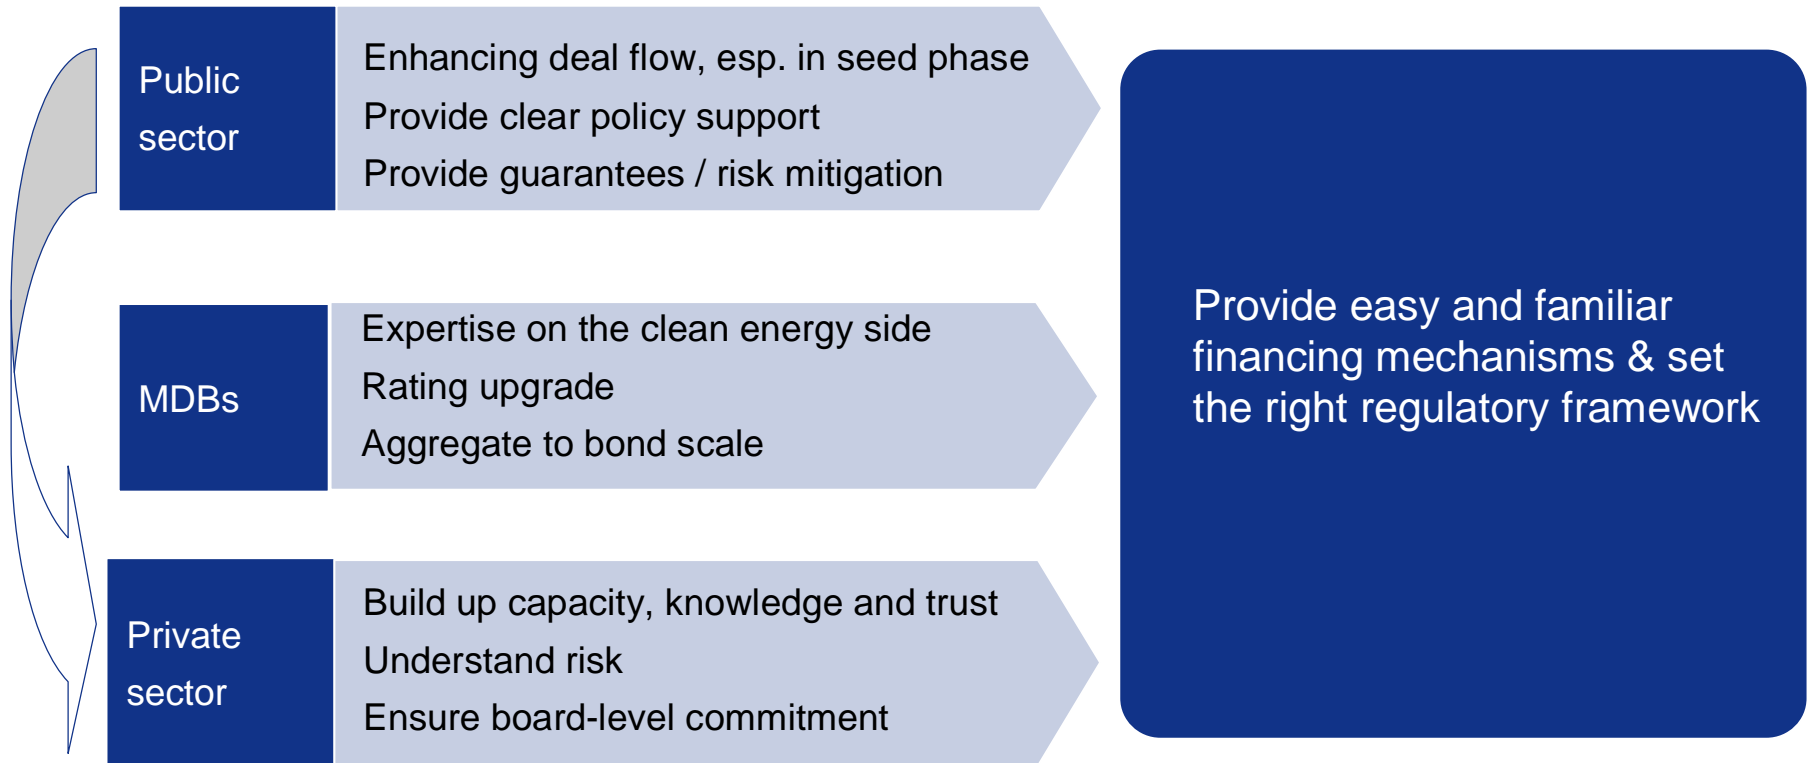 Public
sector
Enhancing deal flow, esp. in seed phase
Provide clear policy support
Provide guarantees / risk mitigation
MDBs
Expertise on the clean energy side
Rating upgrade
Aggregate to bond scale
Private
sector
Build up capacity, knowledge and trust
Understand risk
Ensure board-level commitment
Provide easy and familiar
financing mechanisms & set
the right regulatory framework